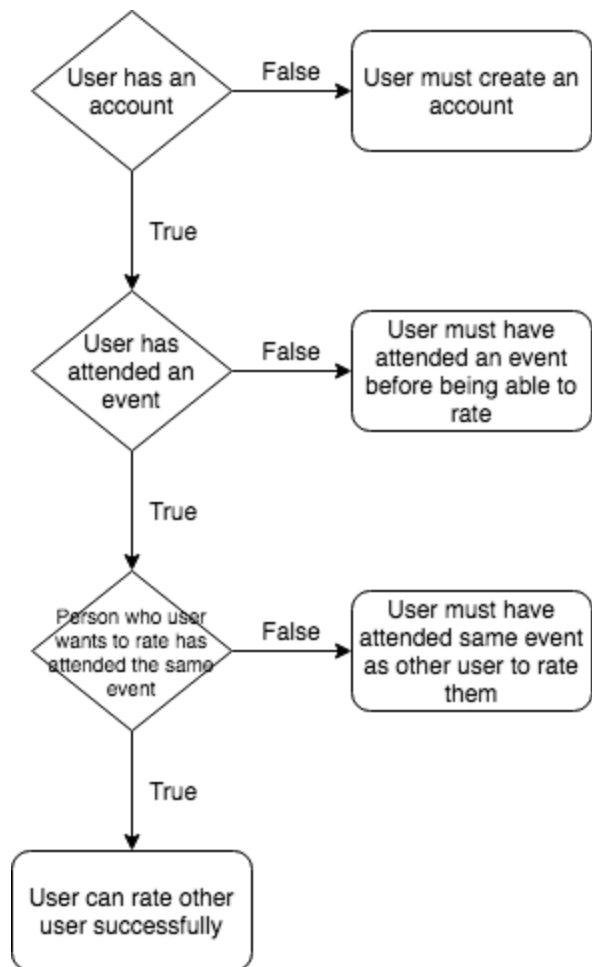 User has an
account
False
User must create an
account
True
User has
attended an
event
False
User must have
attended an event
before being able to
rate
True
Person who user
wants to rate has
attended the same
event
False
User must have
attended same event
as other user to rate
them
True
User can rate other
user successfully